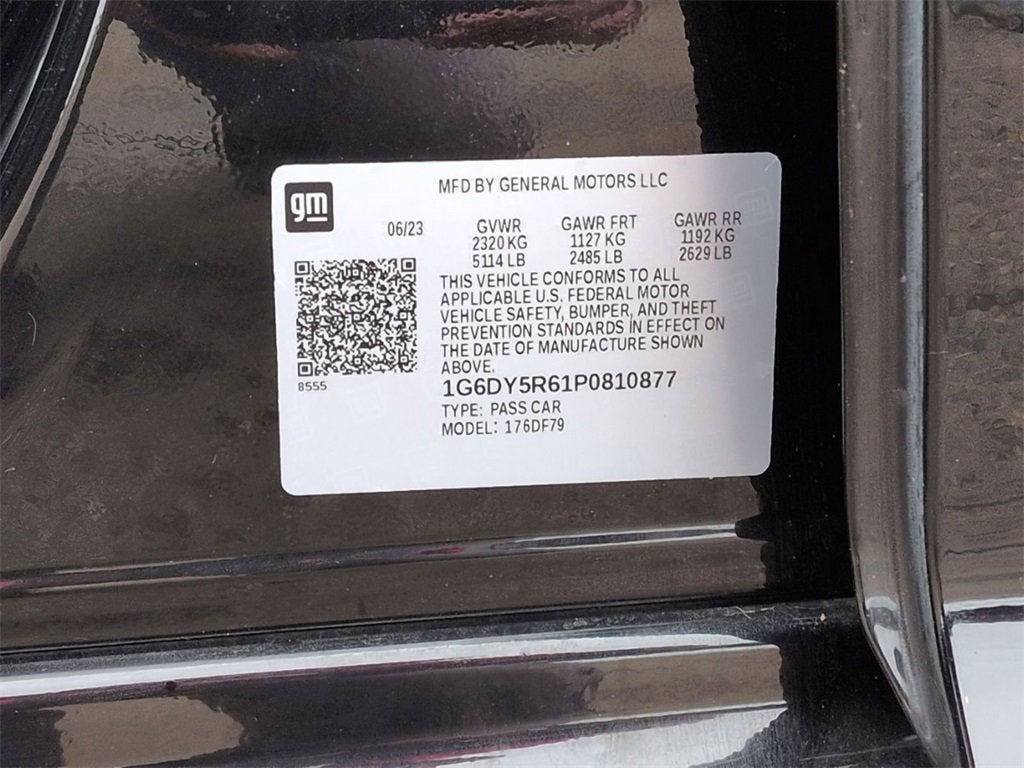 gm
MFD BY GENERAL MOTORS LLC
06/23 GVWR GAWR FRT GAWR RR
2320 KG 1127 KG 1192 KG
5114 LB 2485 LB 2629 LB
THIS VEHICLE CONFORMS TO ALL
APPLICABLE U.S. FEDERAL MOTOR
VEHICLE SAFETY, BUMPER, AND THEFT
PREVENTION STANDARDS IN EFFECT ON
THE DATE OF MANUFACTURE SHOWN
ABOVE.
8555
1G6DY5R61P0810877
TYPE: PASS CAR
MODEL: 176DF79